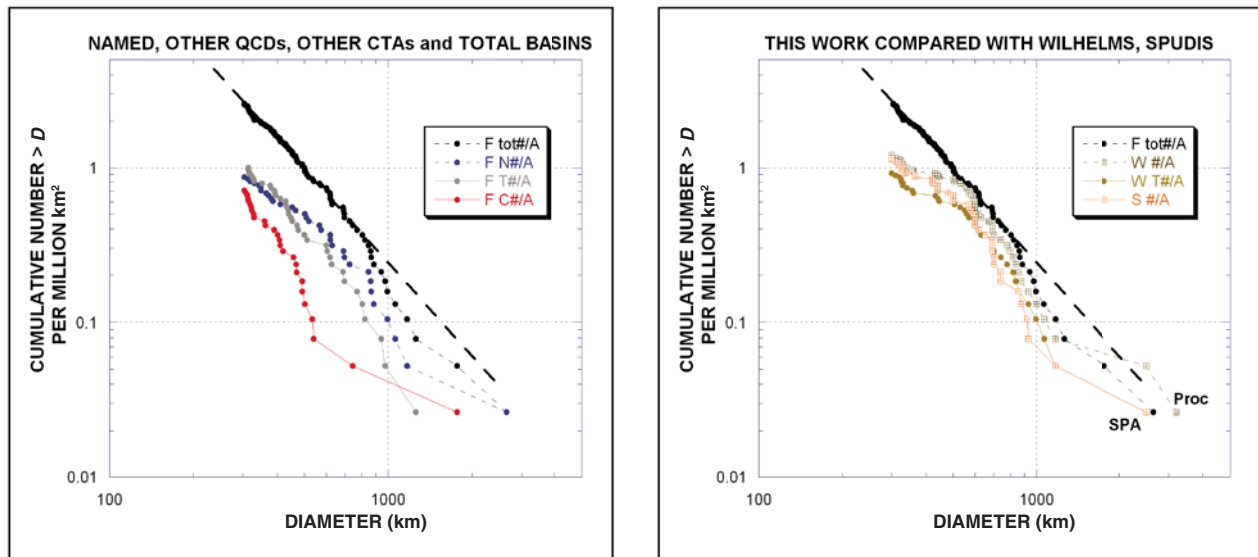 NAMED, OTHER QCDs, OTHER CTAs and TOTAL BASINS
CUMULATIVE NUMBER > D
PER MILLION km²
1
0.1
0.01
F tot#/A
F N#/A
F T#/A
F C#/A
100
1000
DIAMETER (km)
THIS WORK COMPARED WITH WILHELMS, SPUDIS
CUMULATIVE NUMBER > D
PER MILLION km²
1
0.1
0.01
F tot#/A
W #/A
W T#/A
S #/A
Proc
SPA
100
1000
DIAMETER (km)